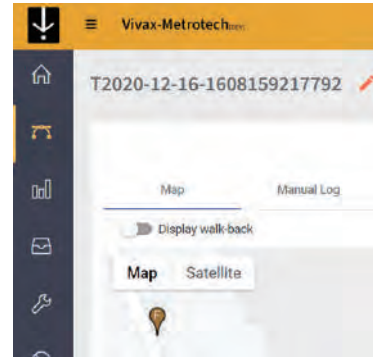 Vivax-Metrotech
T2020-12-16-1608159217792
Map Manual Log
Display walk-back
Map Satellite